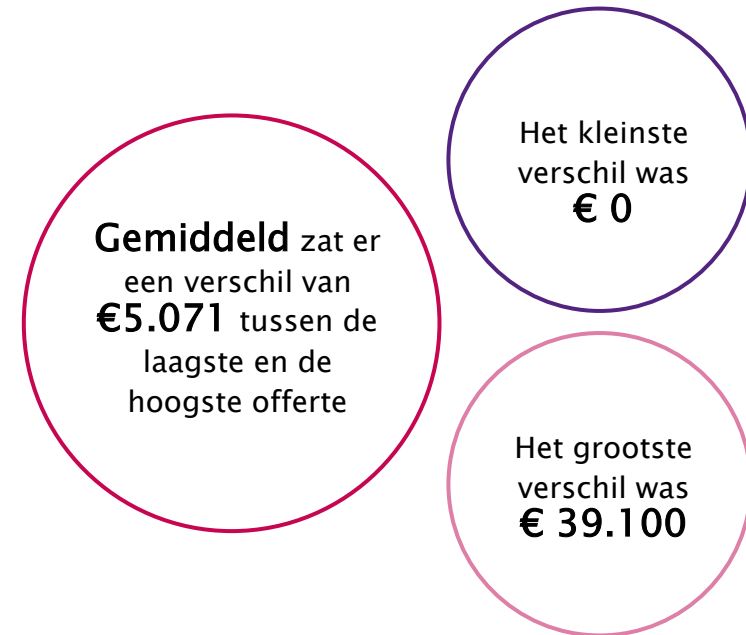 Gemiddeld zat er
een verschil van
€5.071 tussen de
laagste en de
hoogste offerte
Het kleinste
verschil was
€ 0
Het grootste
verschil was
€ 39.100